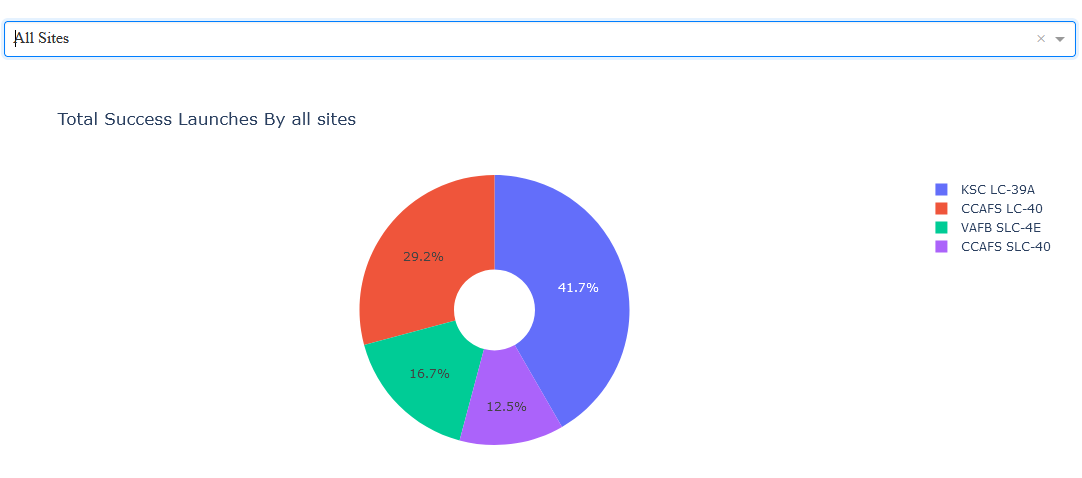 All Sites
×
Total Success Launches By all sites
KSC LC-39A
CCAFS LC-40
VAFB SLC-4E
CCAFS SLC-40
29.2%
41.7%
16.7%
12.5%